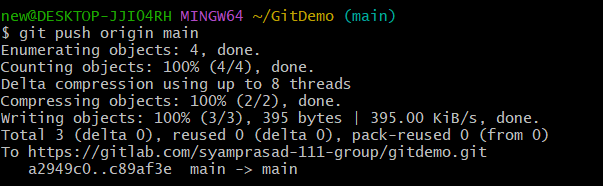 new@DESKTOP-JJI04RH MINGW64 ~/GitDemo (main)
$ git push origin main
Enumerating objects: 4, done.
Counting objects: 100% (4/4), done.
Delta compression using up to 8 threads
Compressing objects: 100% (2/2), done.
Writing objects: 100% (3/3), 395 bytes | 395.00 KiB/s, done.
Total 3 (delta 0), reused 0 (delta 0), pack-reused 0 (from 0)
To https://gitlab.com/syamprasad-111-group/gitdemo.git
   a2949c0..c89af3e  main -> main